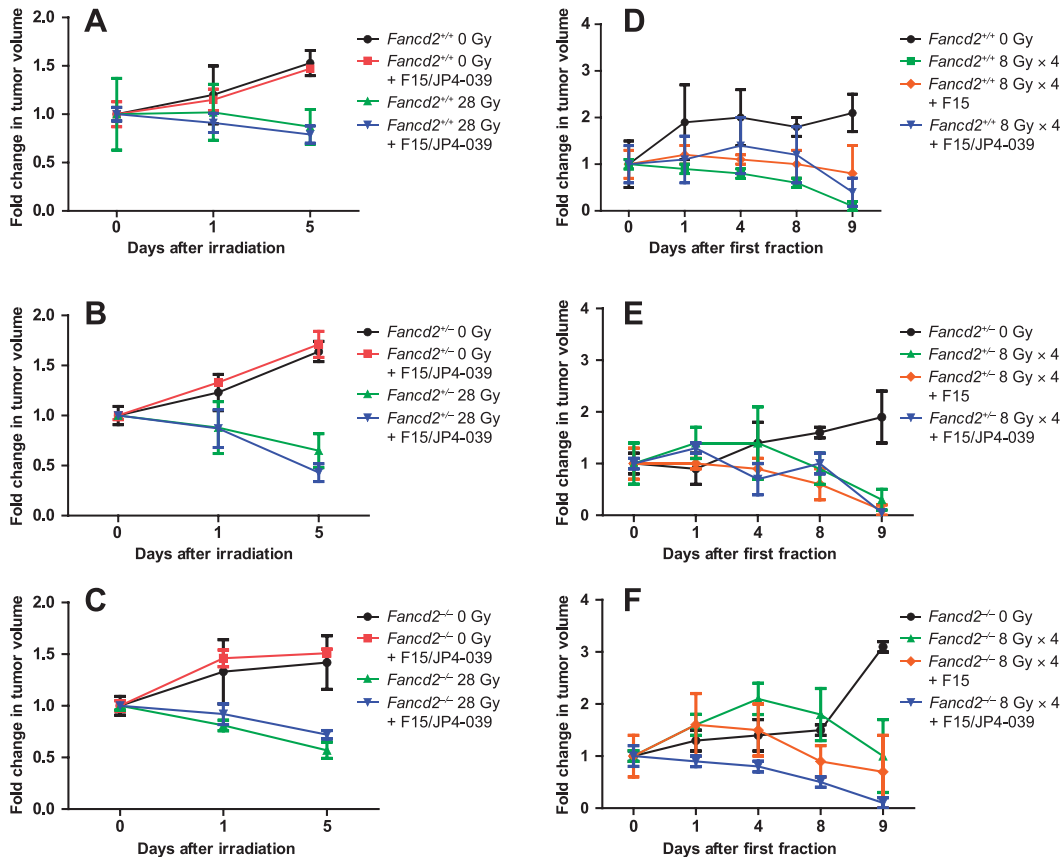 A
Fold change in tumor volume
2.0
1.5
1.0
0.5
0.0
0 1 5
Days after irradiation
Fancd2+/+ 0 Gy
Fancd2+/+ 0 Gy
+ F15/JP4-039
Fancd2+/+ 28 Gy
Fancd2+/+ 28 Gy
+ F15/JP4-039
D
Fold change in tumor volume
4
3
2
1
0
0 1 4 8 9
Days after first fraction
Fancd2+/+ 0 Gy
Fancd2+/+ 8 Gy × 4
Fancd2+/+ 8 Gy × 4
+ F15
Fancd2+/+ 8 Gy × 4
+ F15/JP4-039
B
Fold change in tumor volume
2.0
1.5
1.0
0.5
0.0
0 1 5
Days after irradiation
Fancd2+/– 0 Gy
Fancd2+/– 0 Gy
+ F15/JP4-039
Fancd2+/– 28 Gy
Fancd2+/– 28 Gy
+ F15/JP4-039
E
Fold change in tumor volume
4
3
2
1
0
0 1 4 8 9
Days after first fraction
Fancd2+/– 0 Gy
Fancd2+/– 8 Gy × 4
Fancd2+/– 8 Gy × 4
+ F15
Fancd2+/– 8 Gy × 4
+ F15/JP4-039
C
Fold change in tumor volume
2.0
1.5
1.0
0.5
0.0
0 1 5
Days after irradiation
Fancd2–/– 0 Gy
Fancd2–/– 0 Gy
+ F15/JP4-039
Fancd2–/– 28 Gy
Fancd2–/– 28 Gy
+ F15/JP4-039
F
Fold change in tumor volume
4
3
2
1
0
0 1 4 8 9
Days after first fraction
Fancd2–/– 0 Gy
Fancd2–/– 8 Gy × 4
Fancd2–/– 8 Gy × 4
+ F15
Fancd2–/– 8 Gy × 4
+ F15/JP4-039